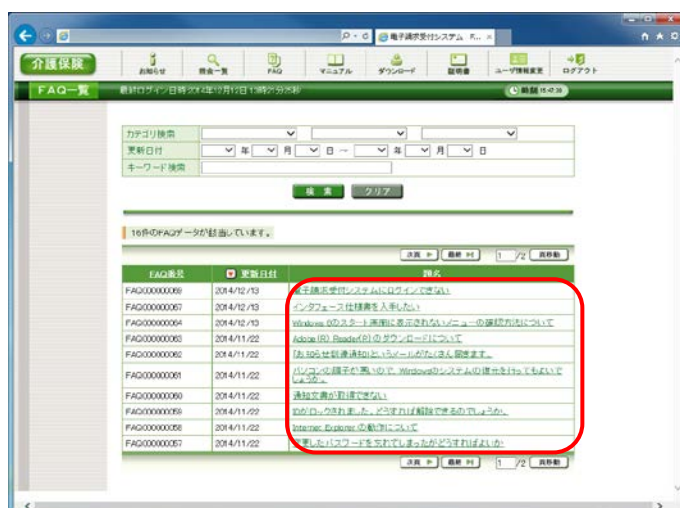 電子請求受付システム F... ×
介護保険
お知らせ 照会一覧 FAQ マニュアル ダウンロード 証明書 ユーザ情報変更 ログアウト
FAQ一覧 最終ログイン日時:2014年12月12日 13時21分25秒 時刻 15:47:38
カテゴリ検索
更新日付 年 月 日 ～ 年 月 日
キーワード検索
検 索 クリア
16件のFAQデータが該当しています。
次頁 最終 1 /2 頁移動
FAQ番号 更新日付 題名
FAQ000000069 2014/12/13 電子請求受付システムにログインできない
FAQ000000067 2014/12/13 インタフェース仕様書を入手したい
FAQ000000064 2014/12/13 Windows 8のスタート画面に表示されないメニューの確認方法について
FAQ000000063 2014/11/22 Adobe (R) Reader(R)のダウンロードについて
FAQ000000062 2014/11/22 「お知らせ到達通知」というメールがたくさん届きます。
FAQ000000061 2014/11/22 パソコンの調子が悪いので、Windowsのシステムの復元を行ってもよいで
しょうか。
FAQ000000060 2014/11/22 通知文書が取得できない
FAQ000000059 2014/11/22 IDがロックされました。どうすれば解除できるのでしょうか。
FAQ000000058 2014/11/22 Internet Explorer の動作について
FAQ000000057 2014/11/22 変更したパスワードを忘れてしまったがどうすればよいか
次頁 最終 1 /2 頁移動